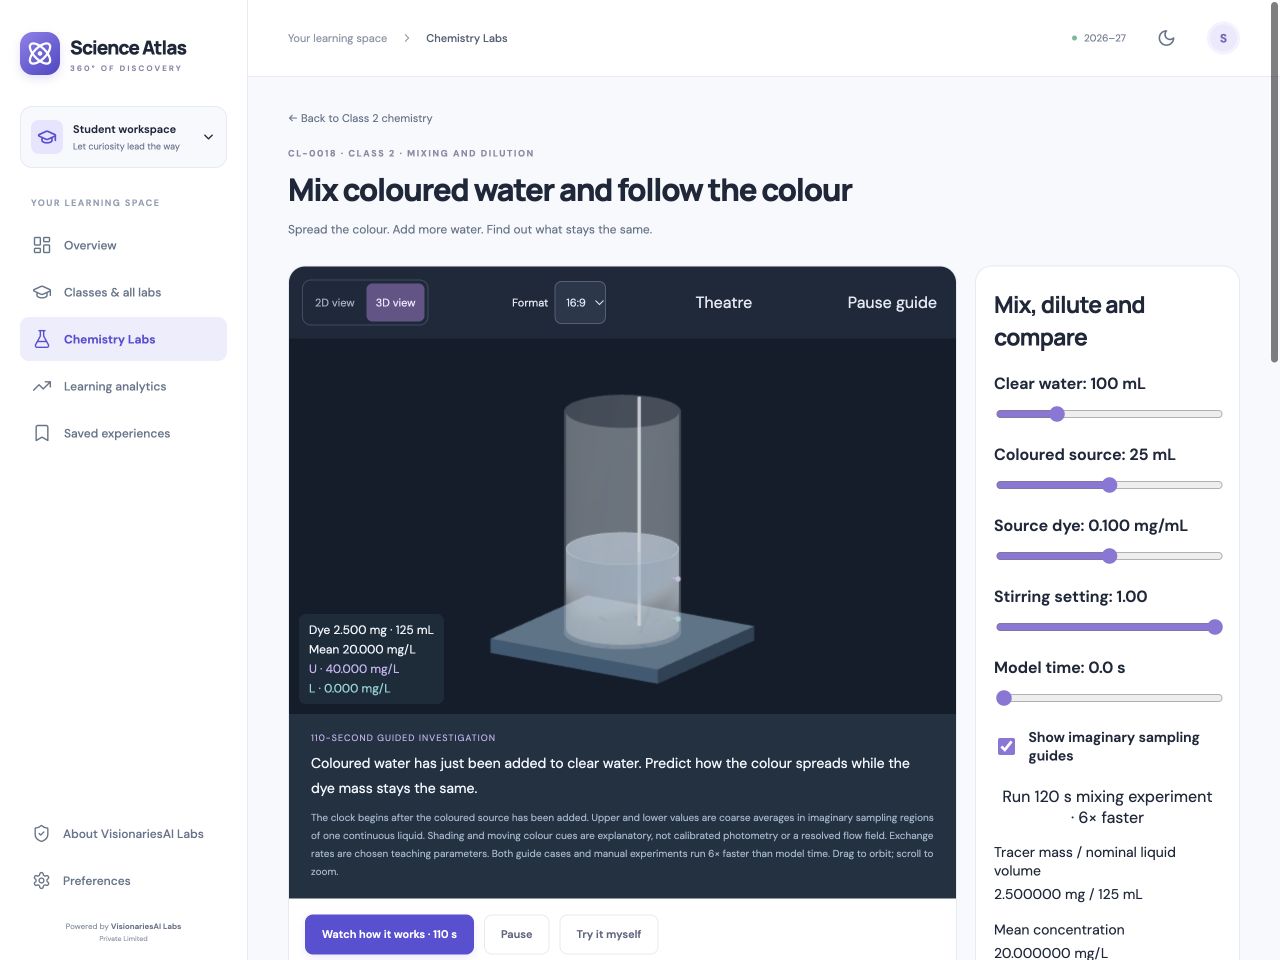 Science Atlas
360° OF DISCOVERY
Student workspace
Let curiosity lead the way
YOUR LEARNING SPACE
Overview
Classes & all labs
Chemistry Labs
Learning analytics
Saved experiences
About VisionariesAI Labs
Preferences
Powered by VisionariesAI Labs
Private Limited
Your learning space
Chemistry Labs
2026–27
S
← Back to Class 2 chemistry
CL-0018 · CLASS 2 · MIXING AND DILUTION
Mix coloured water and follow the colour
Spread the colour. Add more water. Find out what stays the same.
2D view
3D view
Format
16:9
Theatre
Pause guide
Dye 2.500 mg · 125 mL
Mean 20.000 mg/L
U · 40.000 mg/L
L · 0.000 mg/L
110-SECOND GUIDED INVESTIGATION
Coloured water has just been added to clear water. Predict how the colour spreads while the
dye mass stays the same.
The clock begins after the coloured source has been added. Upper and lower values are coarse averages in imaginary sampling regions
of one continuous liquid. Shading and moving colour cues are explanatory, not calibrated photometry or a resolved flow field. Exchange
rates are chosen teaching parameters. Both guide cases and manual experiments run 6× faster than model time. Drag to orbit; scroll to
zoom.
Watch how it works · 110 s
Pause
Try it myself
Mix, dilute and
compare
Clear water: 100 mL
Coloured source: 25 mL
Source dye: 0.100 mg/mL
Stirring setting: 1.00
Model time: 0.0 s
Show imaginary sampling
guides
Run 120 s mixing experiment
· 6× faster
Tracer mass / nominal liquid
volume
2.500000 mg / 125 mL
Mean concentration
20.000000 mg/L